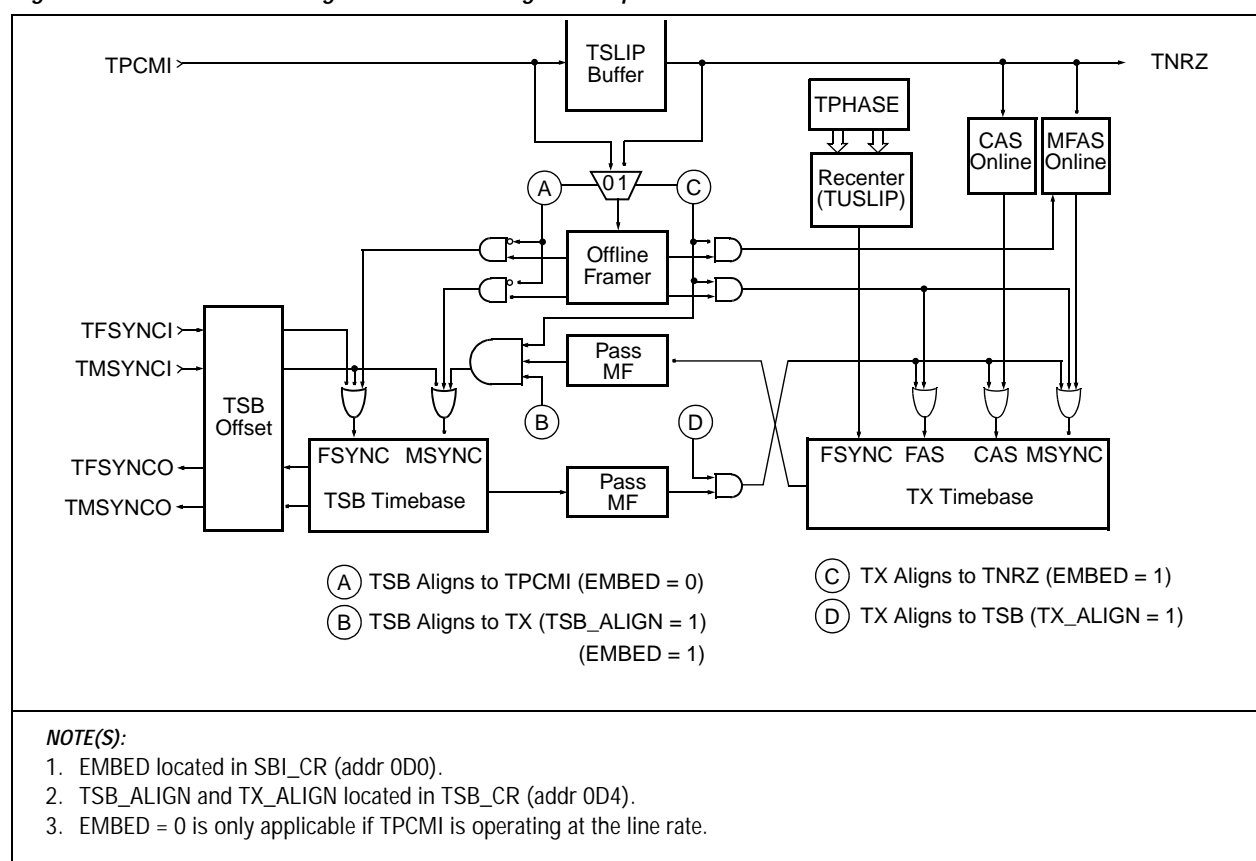 TPCMI
TSLIP
Buffer
TNRZ
TPHASE
CAS
Online
MFAS
Online
Recenter
(TUSLIP)
A
0 1
C
Offline
Framer
TFSYNCI
TMSYNCI
Pass
MF
TSB
Offset
B
D
FSYNC MSYNC
TSB Timebase
FSYNC FAS CAS MSYNC
TX Timebase
TFSYNCO
TMSYNCO
Pass
MF
A TSB Aligns to TPCMI (EMBED = 0)
B TSB Aligns to TX (TSB_ALIGN = 1)
(EMBED = 1)
C TX Aligns to TNRZ (EMBED = 1)
D TX Aligns to TSB (TX_ALIGN = 1)
NOTE(S):
1. EMBED located in SBI_CR (addr 0D0).
2. TSB_ALIGN and TX_ALIGN located in TSB_CR (addr 0D4).
3. EMBED = 0 is only applicable if TPCMI is operating at the line rate.